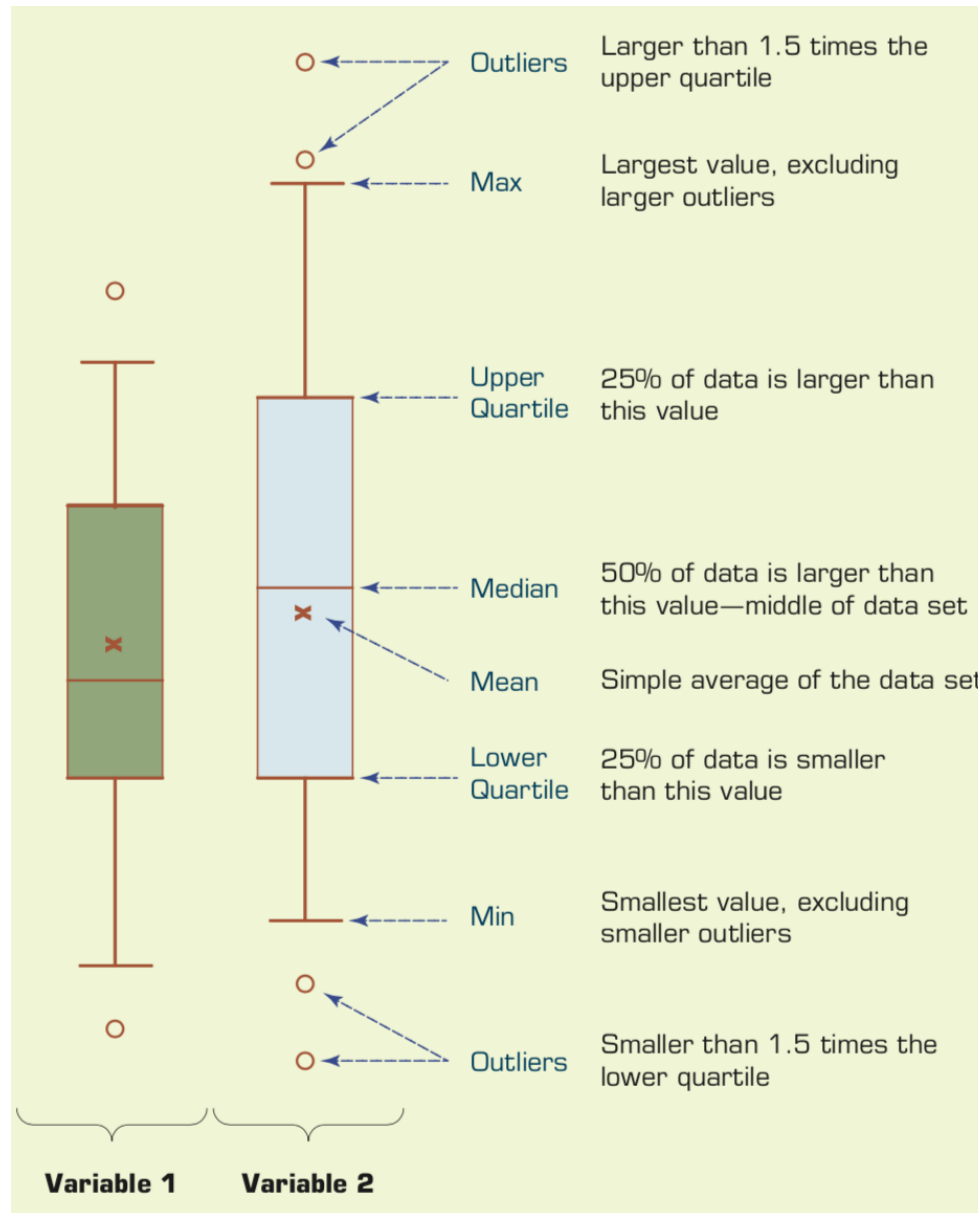 Outliers
Larger than 1.5 times the
upper quartile
Max
Largest value, excluding
larger outliers
Upper
Quartile
25% of data is larger than
this value
Median
50% of data is larger than
this value—middle of data set
Mean
Simple average of the data set
Lower
Quartile
25% of data is smaller
than this value
Min
Smallest value, excluding
smaller outliers
Outliers
Smaller than 1.5 times the
lower quartile
Variable 1
Variable 2